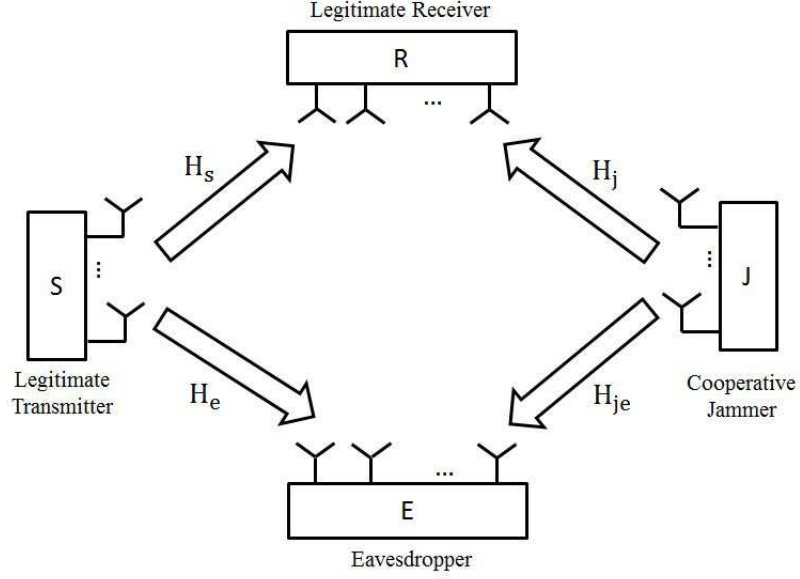 Legitimate Receiver
R
...
Hs
Hj
S
...
...
J
Legitimate
Transmitter
He
Hje
Cooperative
Jammer
...
E
Eavesdropper